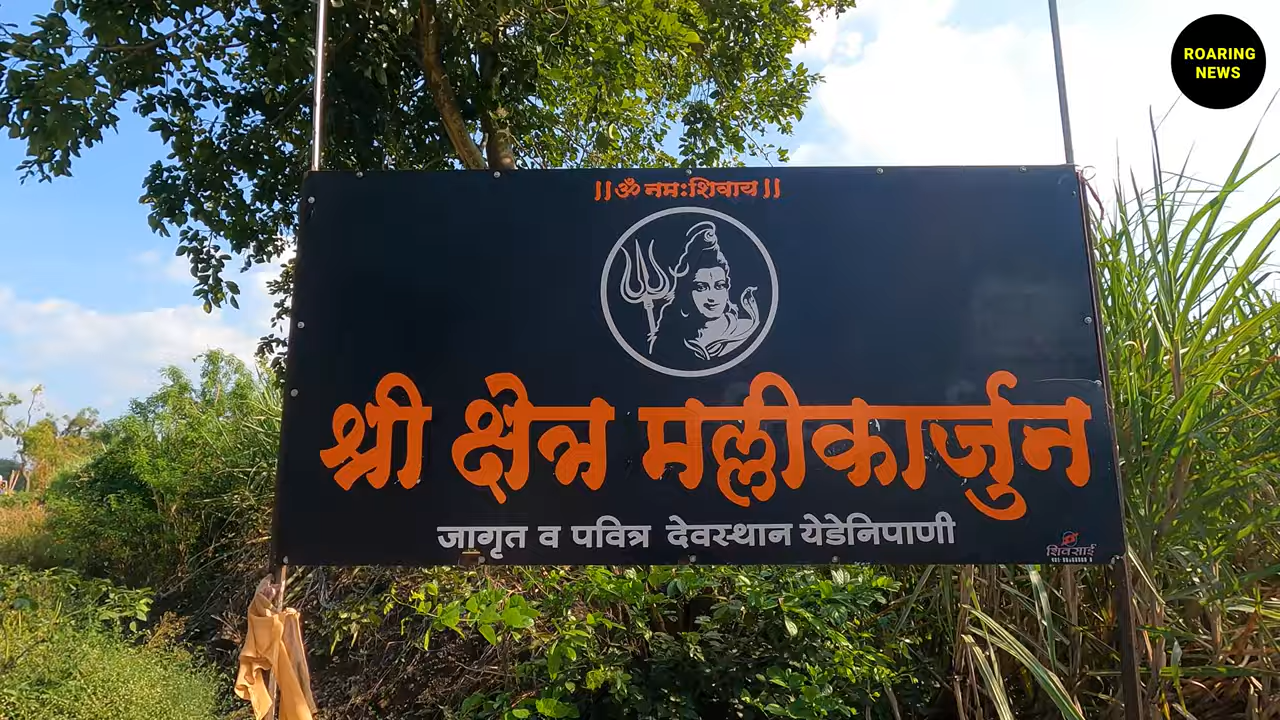 ROARING
NEWS
||ॐ नमः शिवाय||
श्री क्षेत्र मल्लीकार्जुन
जागृत व पवित्र देवस्थान येडेनिपाणी
शिवसाई